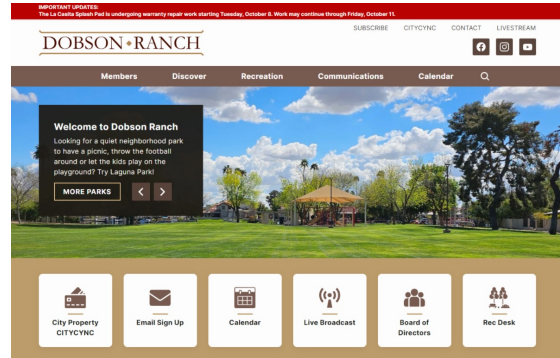 IMPORTANT UPDATES:
The La Casita Splash Pad is undergoing warranty repair work starting Tuesday, October 8. Work may continue through Friday, October 11.
SUBSCRIBE CITYCYNC CONTACT LIVESTREAM
DOBSON RANCH
Members Discover Recreation Communications Calendar
Welcome to Dobson Ranch
Looking for a quiet neighborhood park
to have a picnic, throw the football
around or let the kids play on the
playground? Try Laguna Park!
MORE PARKS
City Property
CITYCYNC
Email Sign Up
Calendar
Live Broadcast
Board of
Directors
Rec Desk